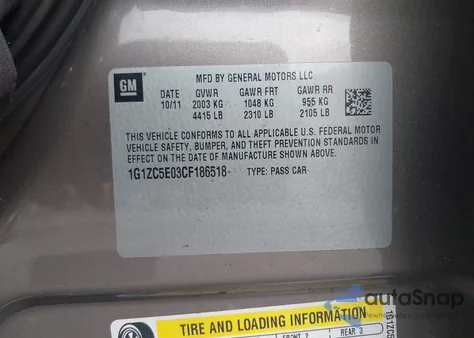 GM
MFD BY GENERAL MOTORS LLC
DATE GVWR GAWR FRT GAWR RR
10/11 2003 KG 1048 KG 955 KG
4415 LB 2310 LB 2105 LB
THIS VEHICLE CONFORMS TO ALL APPLICABLE U.S. FEDERAL MOTOR
VEHICLE SAFETY, BUMPER, AND THEFT PREVENTION STANDARDS IN
EFFECT ON THE DATE OF MANUFACTURE SHOWN ABOVE.
1G1ZC5E03CF186518 TYPE: PASS CAR
autoSnap
TIRE AND LOADING INFORMATION
FRONT 2 REAR 3
1G1ZC5